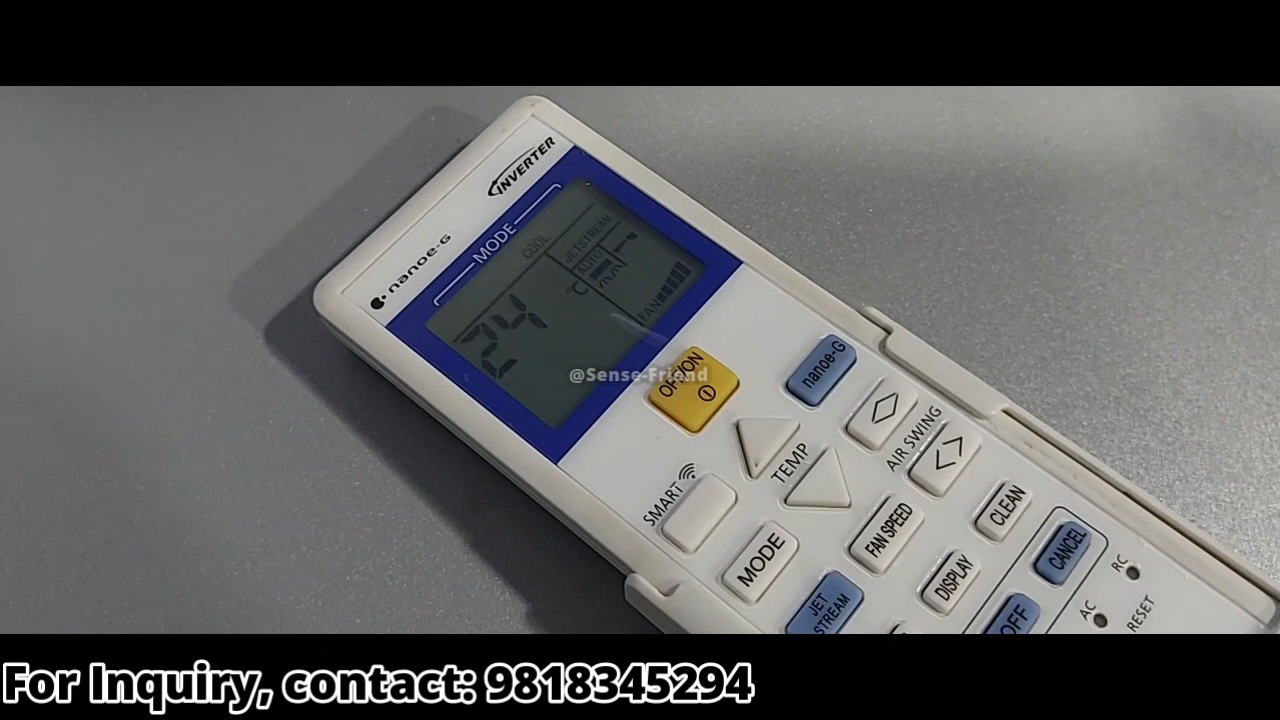 INVERTER
nanoe-G
MODE
COOL
JETSTREAM
AUTO
24 °C
FAN
OFF/ON
nanoe-G
@Sense-Friend
TEMP
AIR SWING
SMART
MODE
FAN SPEED
CLEAN
JET
STREAM
DISPLAY
CANCEL
OFF
RC
AC
RESET
For Inquiry, contact: 9818345294